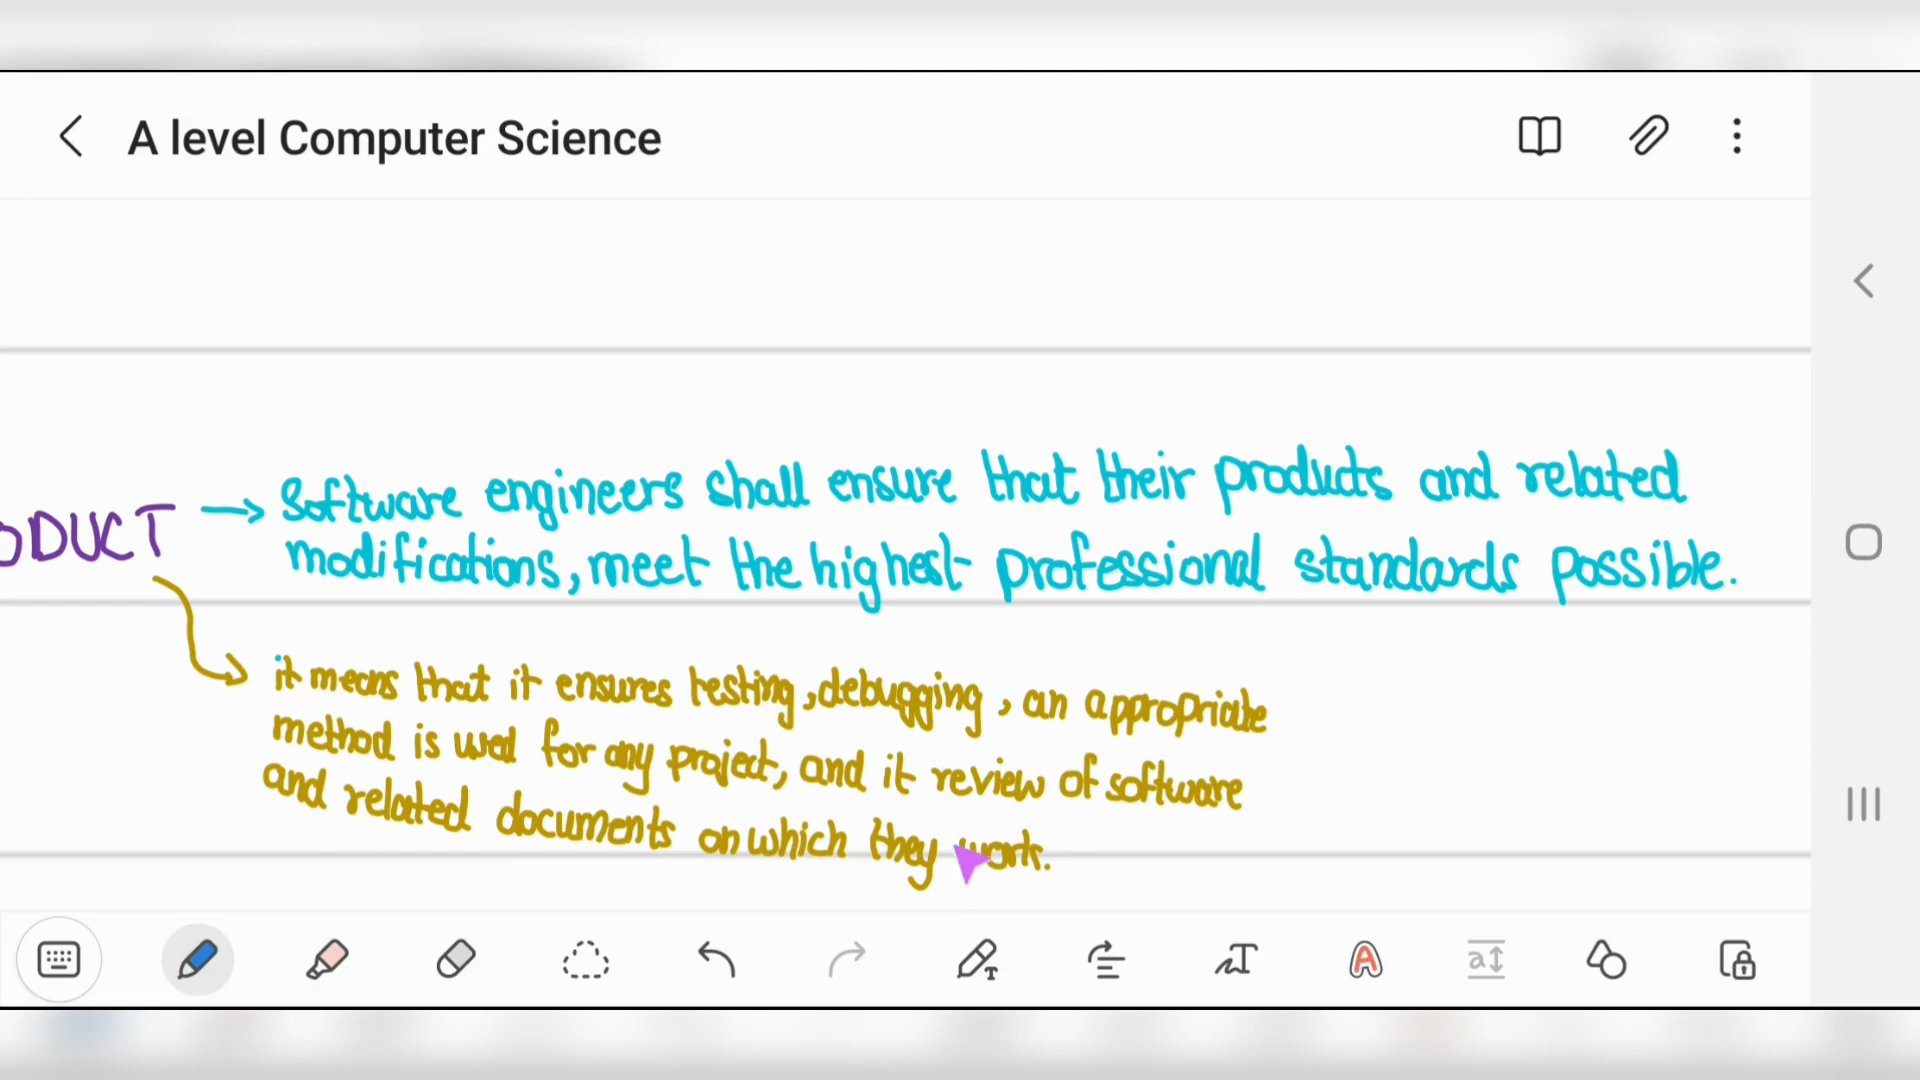 A level Computer Science
ODUCT → Software engineers shall ensure that their products and related
modifications, meet the highest professional standards possible.
it means that it ensures testing, debugging, an appropriate
method is used for any project, and it review of software
and related documents on which they work.